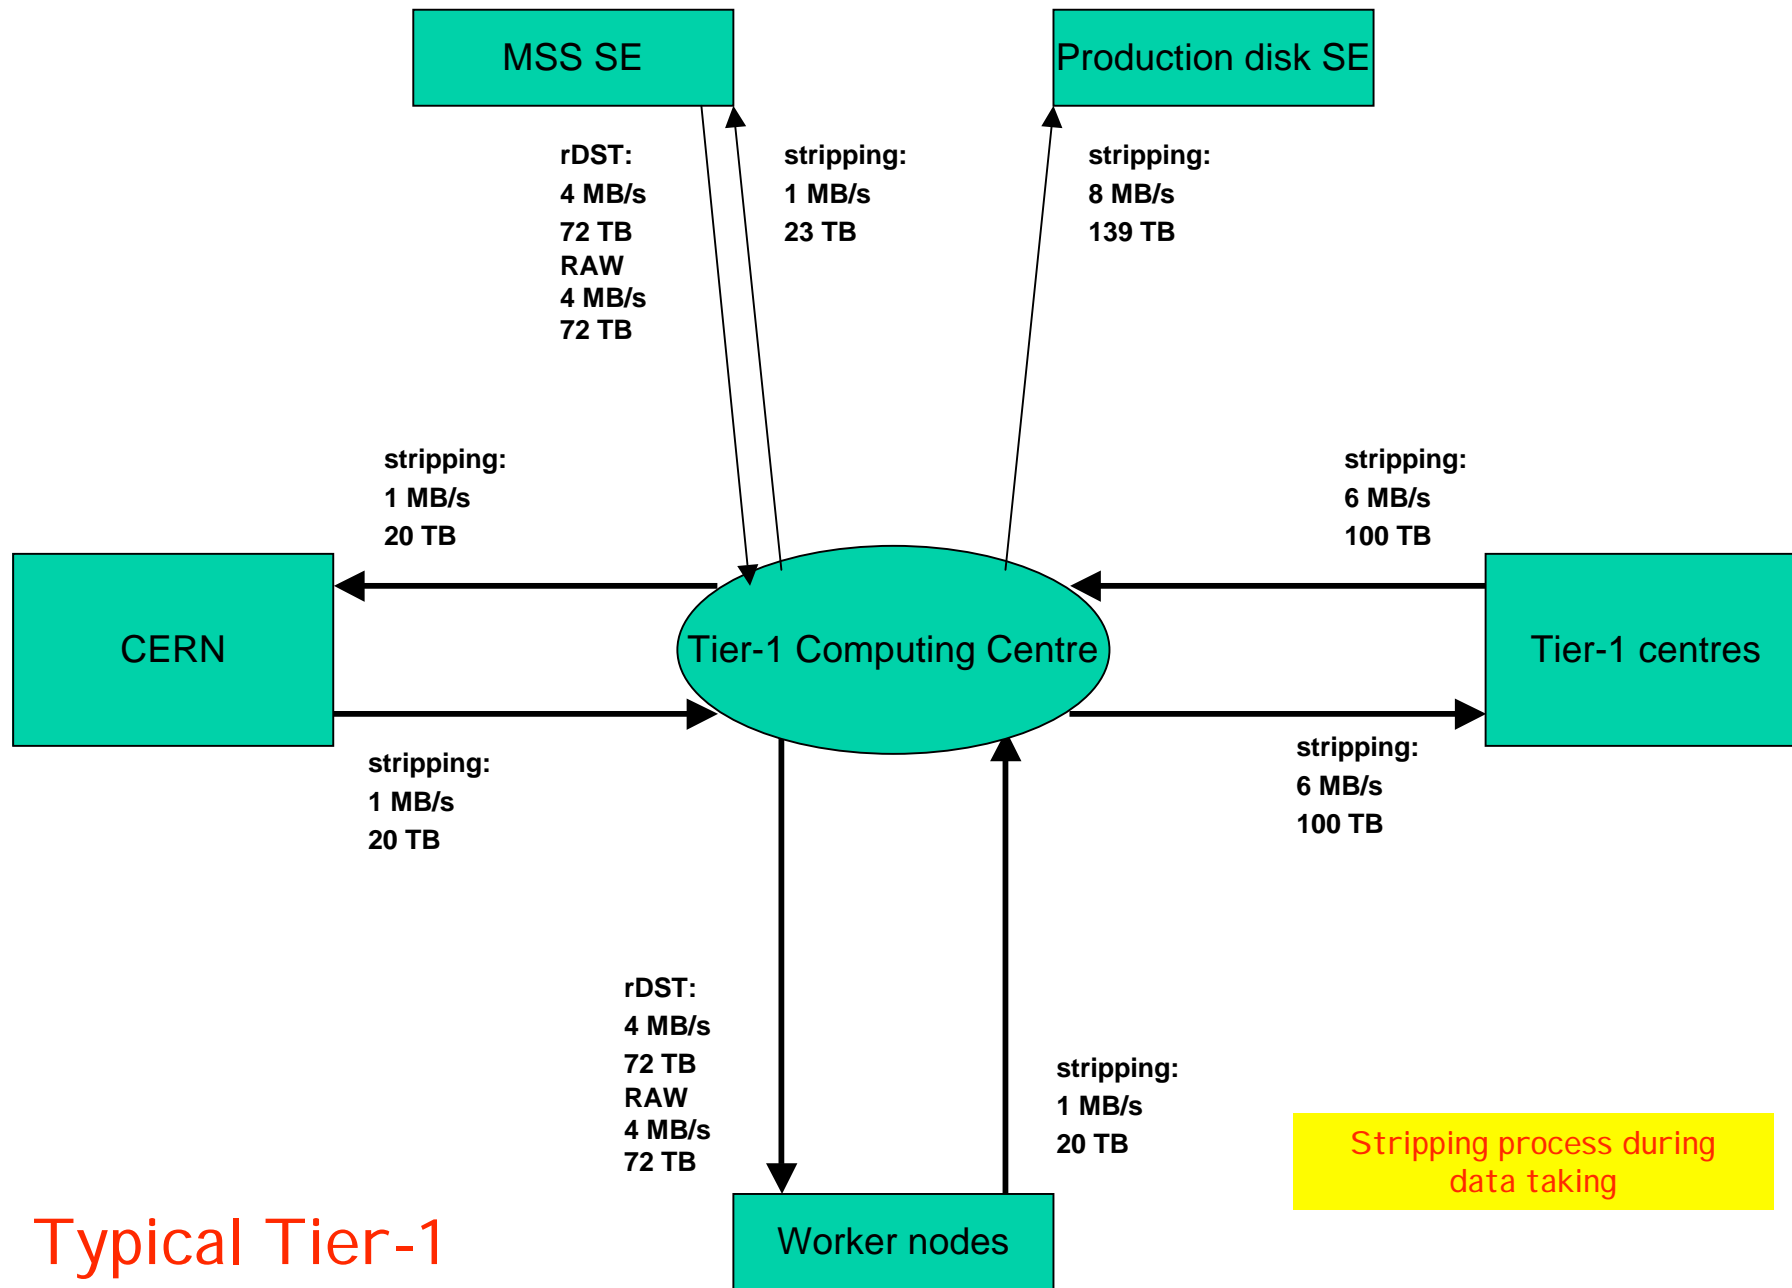 MSS SE
Production disk SE
rDST:
4 MB/s
72 TB
RAW
4 MB/s
72 TB
stripping:
1 MB/s
23 TB
stripping:
8 MB/s
139 TB
stripping:
1 MB/s
20 TB
stripping:
6 MB/s
100 TB
CERN
Tier-1 Computing Centre
Tier-1 centres
stripping:
1 MB/s
20 TB
stripping:
6 MB/s
100 TB
rDST:
4 MB/s
72 TB
RAW
4 MB/s
72 TB
stripping:
1 MB/s
20 TB
Stripping process during
data taking
Worker nodes
Typical Tier-1